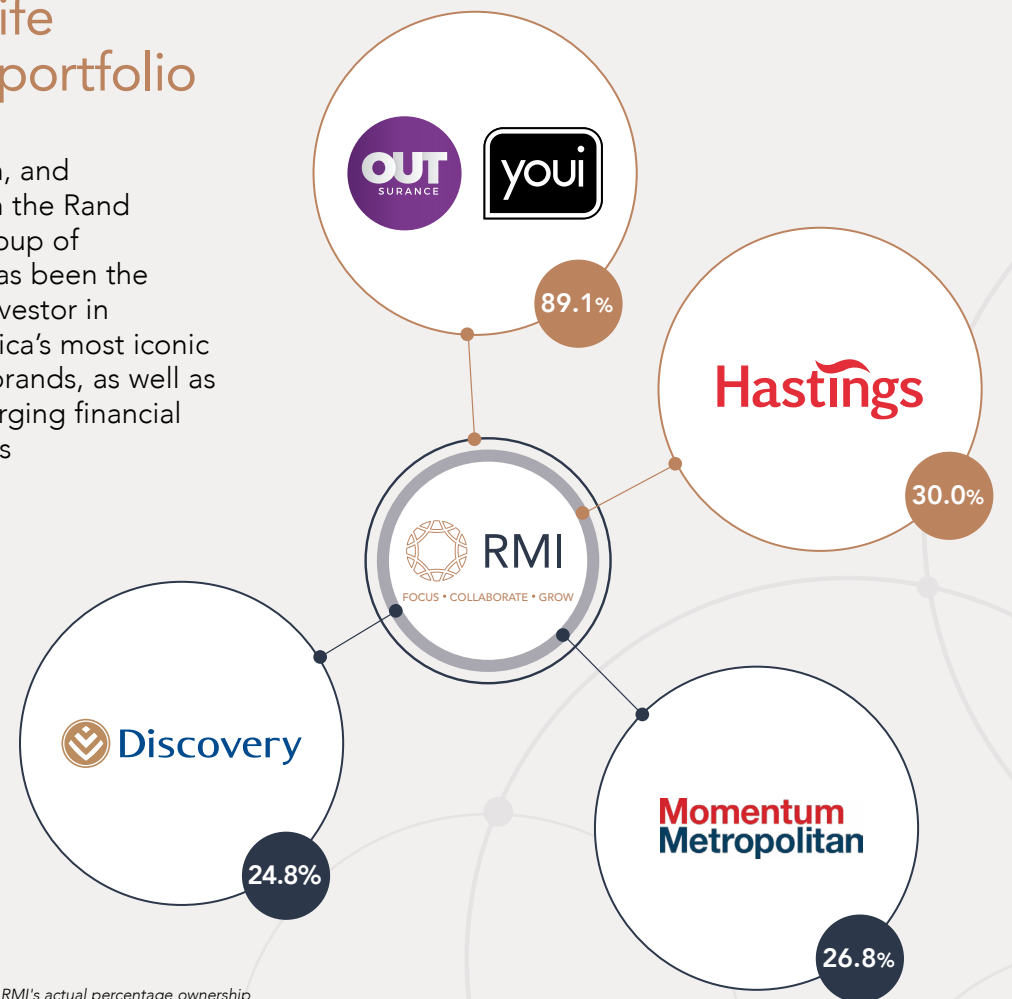 ife
portfolio
, and
the Rand
oup of
as been the
vestor in
ica's most iconic
brands, as well as
rging financial
s
OUT
SURANCE
youi
89.1%
Hastings
30.0%
RMI
FOCUS • COLLABORATE • GROW
Discovery
24.8%
Momentum
Metropolitan
26.8%
RMI's actual percentage ownership